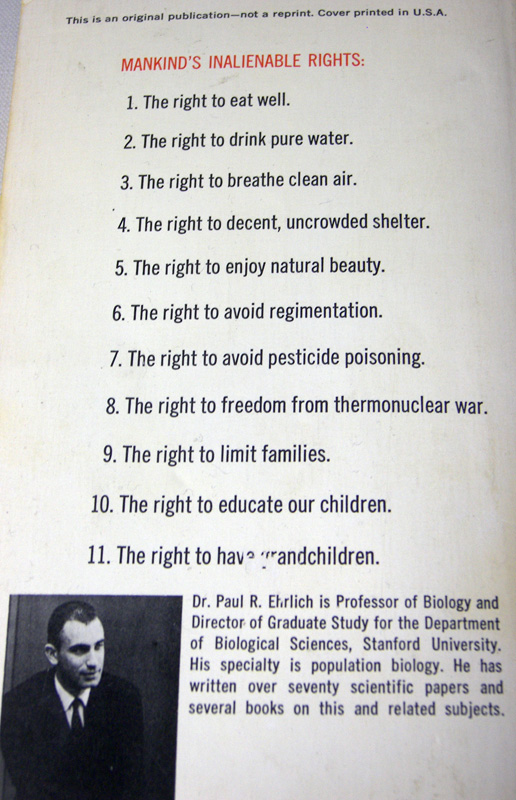 This is an original publication—not a reprint. Cover printed in U.S.A.
MANKIND'S INALIENABLE RIGHTS:
1. The right to eat well.
2. The right to drink pure water.
3. The right to breathe clean air.
4. The right to decent, uncrowded shelter.
5. The right to enjoy natural beauty.
6. The right to avoid regimentation.
7. The right to avoid pesticide poisoning.
8. The right to freedom from thermonuclear war.
9. The right to limit families.
10. The right to educate our children.
11. The right to have grandchildren.
Dr. Paul R. Ehrlich is Professor of Biology and
Director of Graduate Study for the Department
of Biological Sciences, Stanford University.
His specialty is population biology. He has
written over seventy scientific papers and
several books on this and related subjects.